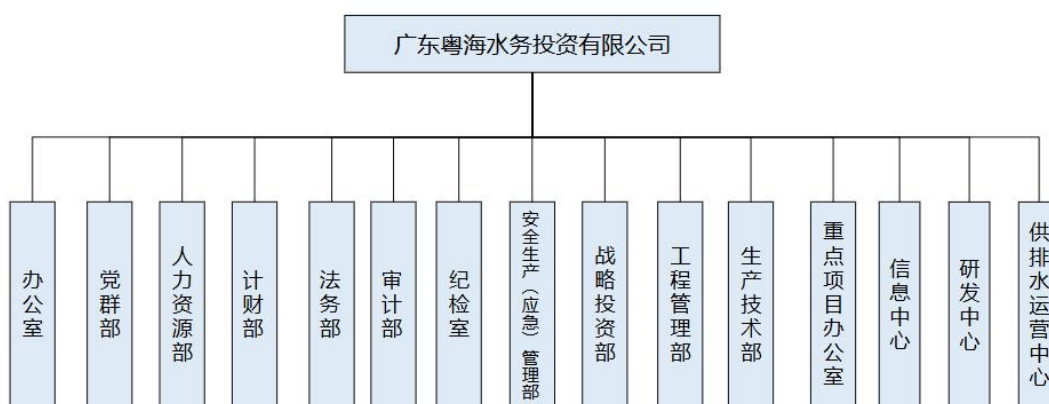 广东粤海水务投资有限公司
办公室
党群部
人力资源部
计财部
法务部
审计部
纪检室
安全生产（应急）管理部
战略投资部
工程管理部
生产技术部
重点项目办公室
信息中心
研发中心
供排水运营中心